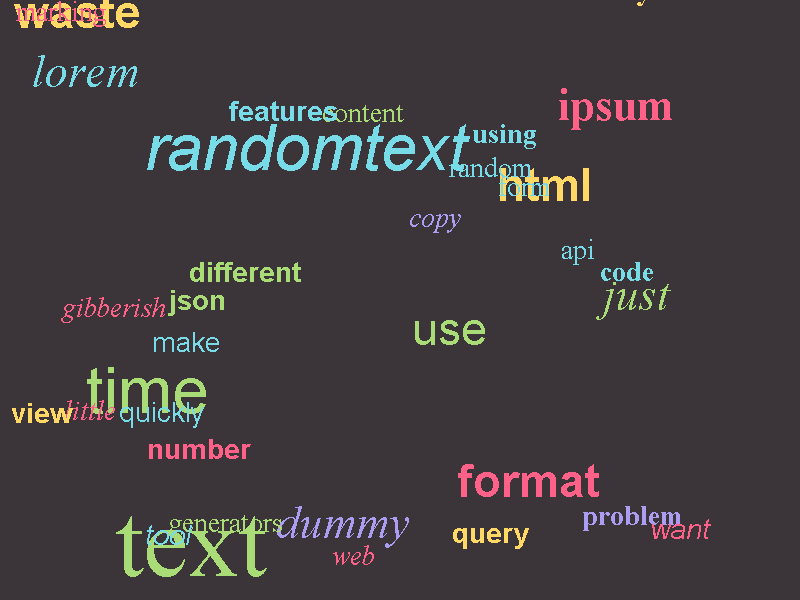 waste
marking
lorem
features
content
ipsum
randomtext
using
random
html
form
copy
api
different
code
gibberish
json
just
make
use
time
view
little
quickly
number
format
text
tool
generators
dummy
query
problem
want
web